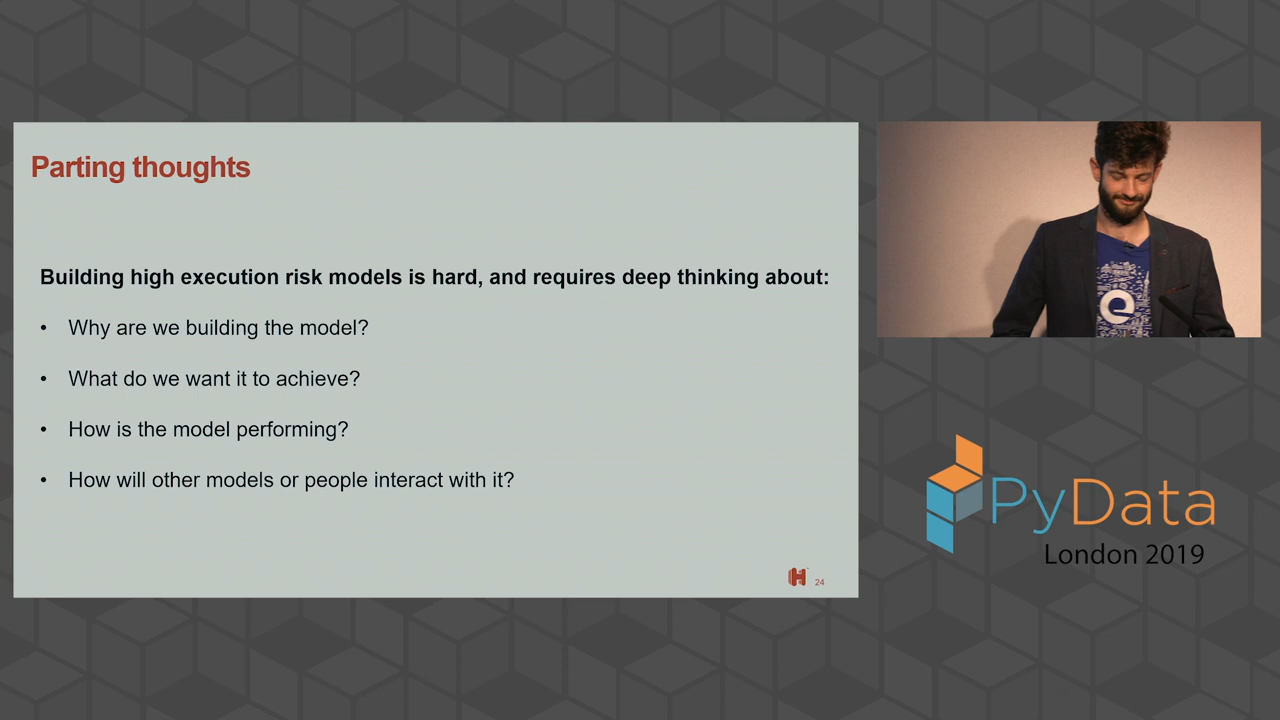 Parting thoughts
Building high execution risk models is hard, and requires deep thinking about:
• Why are we building the model?
• What do we want it to achieve?
• How is the model performing?
• How will other models or people interact with it?
H
24
e
PyData
London 2019